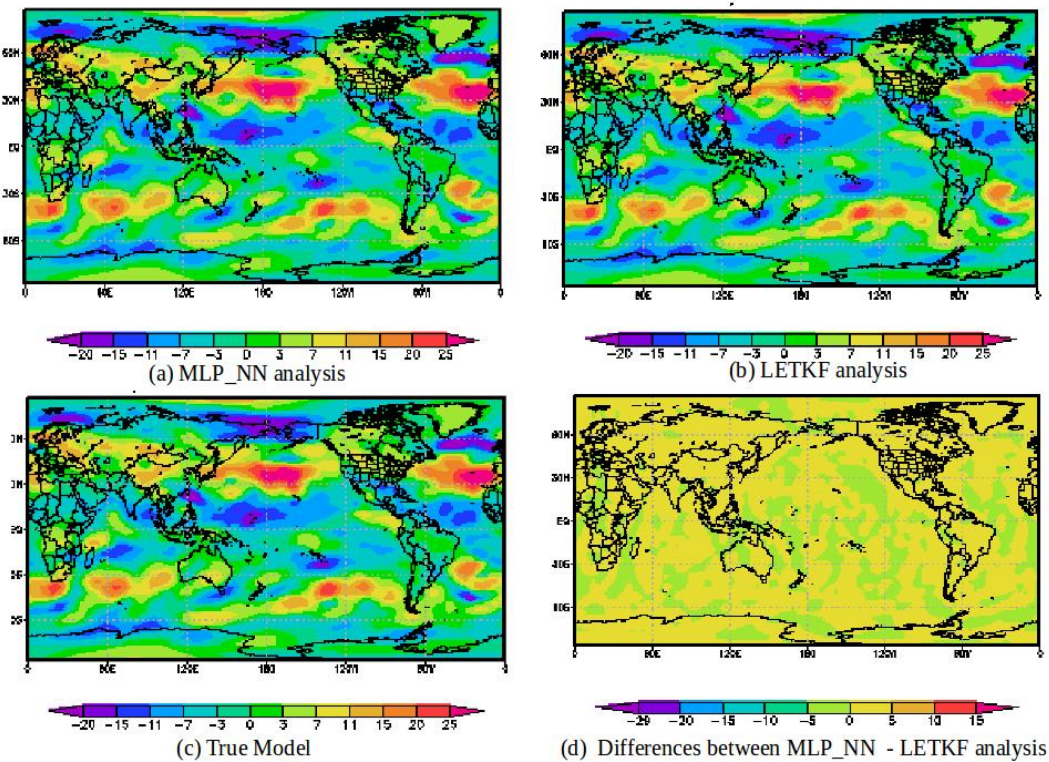 60N
30N
EQ
30S
60S
0 60E 120E 180 120W 60W 0
-20 -15 -11 -7 -3 0 3 7 11 15 20 25
(a) MLP_NN analysis
60N
30N
EQ
0 60E 120E 180 120W 60W 0
-20 -15 -11 -7 -3 0 3 7 11 15 20 25
(b) LETKF analysis
0 60E 120E 180 120W 60W 0
-20 -15 -11 -7 -3 0 3 7 11 15 20 25
(c) True Model
60N
30N
EQ
0 60E 120E 180 120W 60W 0
-29 -20 -15 -10 -5 0 5 10 15
(d) Differences between MLP_NN - LETKF analysis